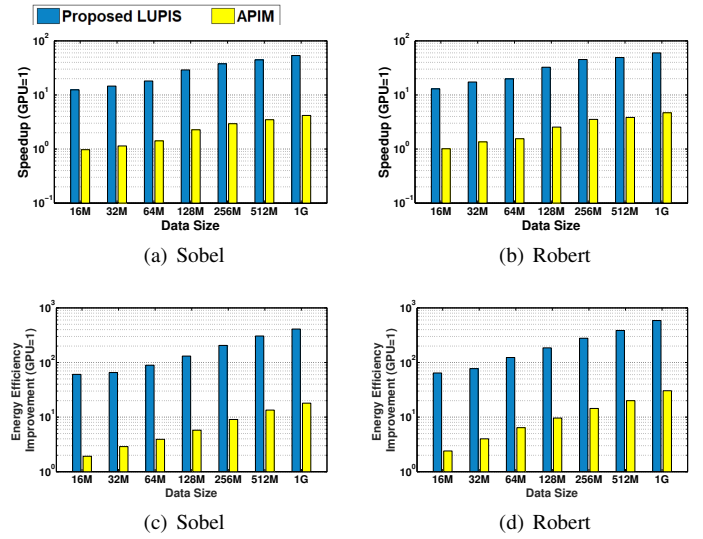 Proposed LUPIS APIM
Speedup (GPU=1)
10^2
10^1
10^0
10^-1
16M 32M 64M 128M 256M 512M 1G
Data Size
(a) Sobel
Speedup (GPU=1)
10^2
10^1
10^0
10^-1
16M 32M 64M 128M 256M 512M 1G
Data Size
(b) Robert
Energy Efficiency
Improvement (GPU=1)
10^3
10^2
10^1
10^0
16M 32M 64M 128M 256M 512M 1G
Data Size
(c) Sobel
Energy Efficiency
Improvement (GPU=1)
10^3
10^2
10^1
10^0
16M 32M 64M 128M 256M 512M 1G
Data Size
(d) Robert